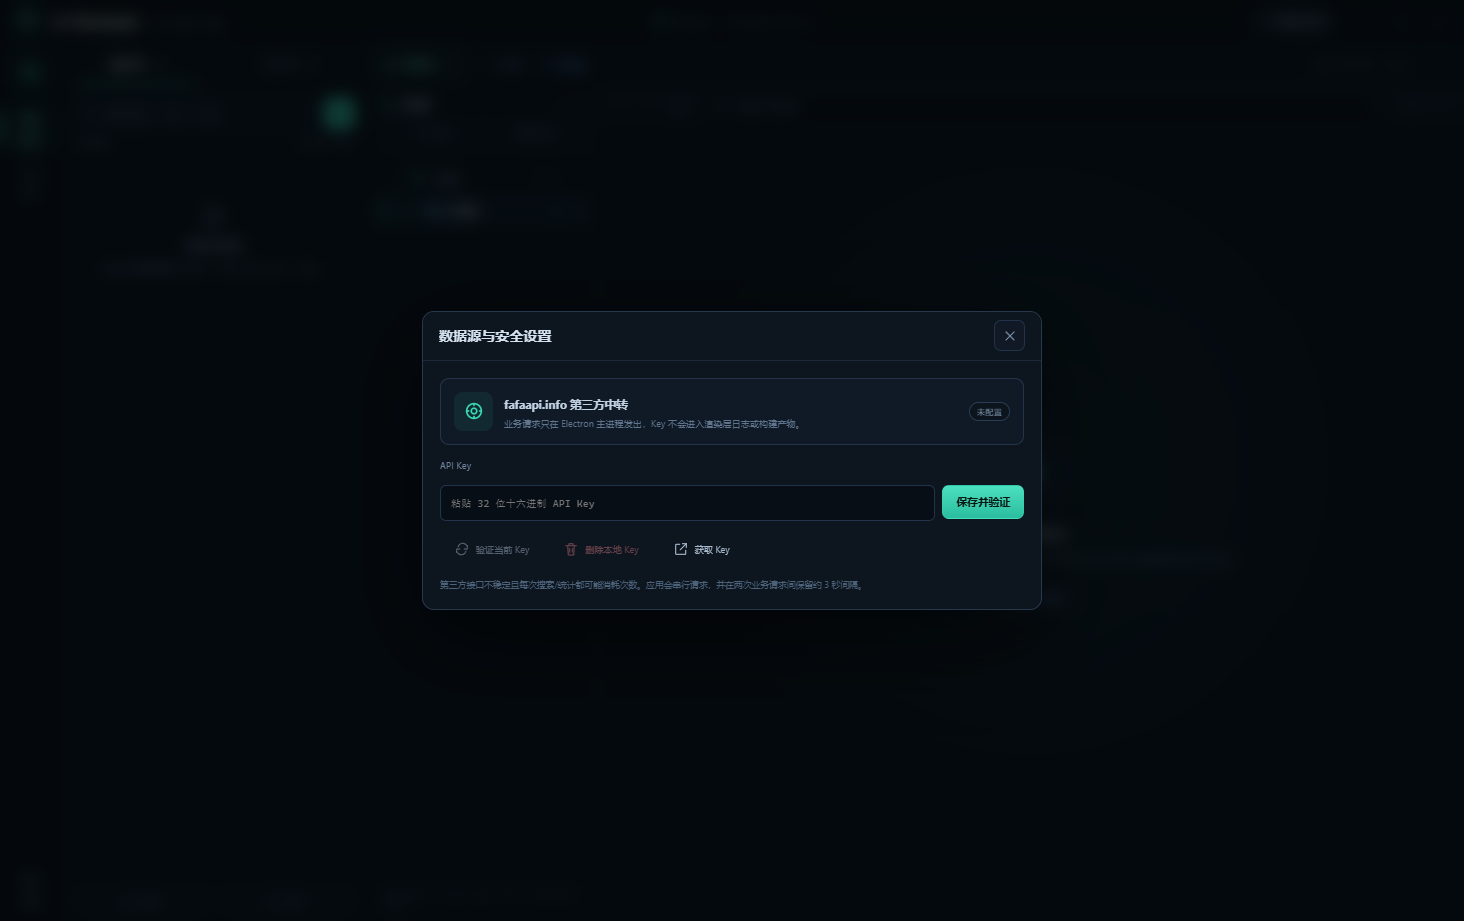 数据源与安全设置
fafaapi.info 第三方中转
业务请求只在 Electron 主进程发出，Key 不会进入渲染层日志或构建产物。
未配置
API Key
粘贴 32 位十六进制 API Key
保存并验证
验证当前 Key
删除本地 Key
获取 Key
第三方接口不稳定且每次搜索/统计都可能消耗次数。应用会串行请求，并在两次业务请求间保留约 3 秒间隔。